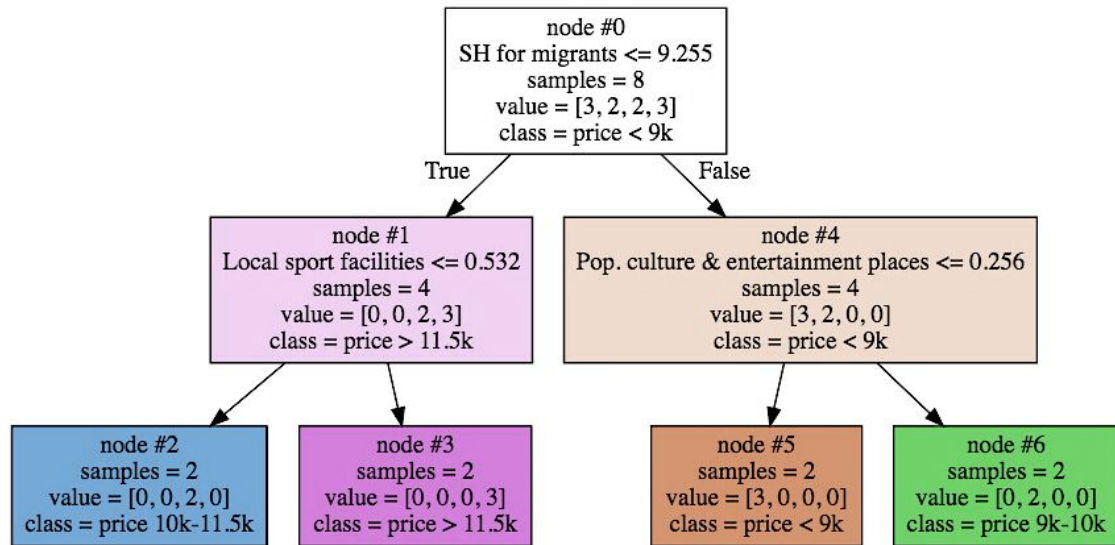 node #0
SH for migrants <= 9.255
samples = 8
value = [3, 2, 2, 3]
class = price < 9k
True
False
node #1
Local sport facilities <= 0.532
samples = 4
value = [0, 0, 2, 3]
class = price > 11.5k
node #4
Pop. culture & entertainment places <= 0.256
samples = 4
value = [3, 2, 0, 0]
class = price < 9k
node #2
samples = 2
value = [0, 0, 2, 0]
class = price 10k-11.5k
node #3
samples = 2
value = [0, 0, 0, 3]
class = price > 11.5k
node #5
samples = 2
value = [3, 0, 0, 0]
class = price < 9k
node #6
samples = 2
value = [0, 2, 0, 0]
class = price 9k-10k